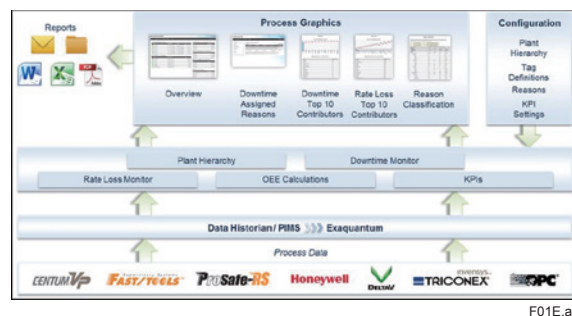 Reports
Process Graphics
Configuration
Overview
Downtime
Assigned
Reasons
Downtime
Top 10
Contributors
Rate Loss
Top 10
Contributors
Reason
Classification
Plant
Hierarchy
Tag
Definitions
Reasons
KPI
Settings
Plant Hierarchy
Downtime Monitor
Rate Loss Monitor
OEE Calculations
KPIs
Data Historian/ PIMS Exaquantum
Process Data
CENTUM VP
FAST/TOOLS
ProSafe-RS
Honeywell
DELTAV
invensys
TRICONEX
OPC
F01E.ai